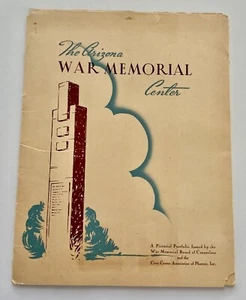 The Arizona
WAR MEMORIAL
Center
A Pictorial Portfolio Issued by the
War Memorial Board of Counselors
and the
Civic Center Association of Phoenix, Inc.